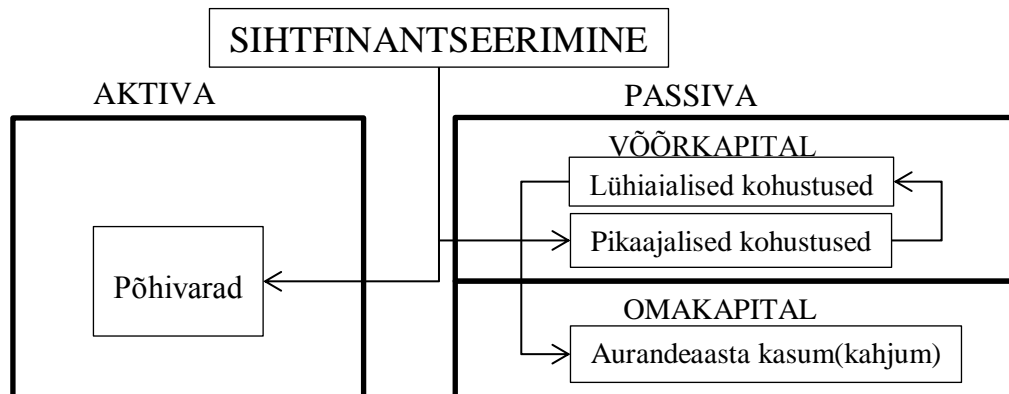 SIHTFINANTSEERIMINE
AKTIVA
PASSIVA
VÕÕRKAPITAL
Lühiajalised kohustused
Pikaajalised kohustused
Põhivarad
OMAKAPITAL
Aurandeaasta kasum(kahjum)